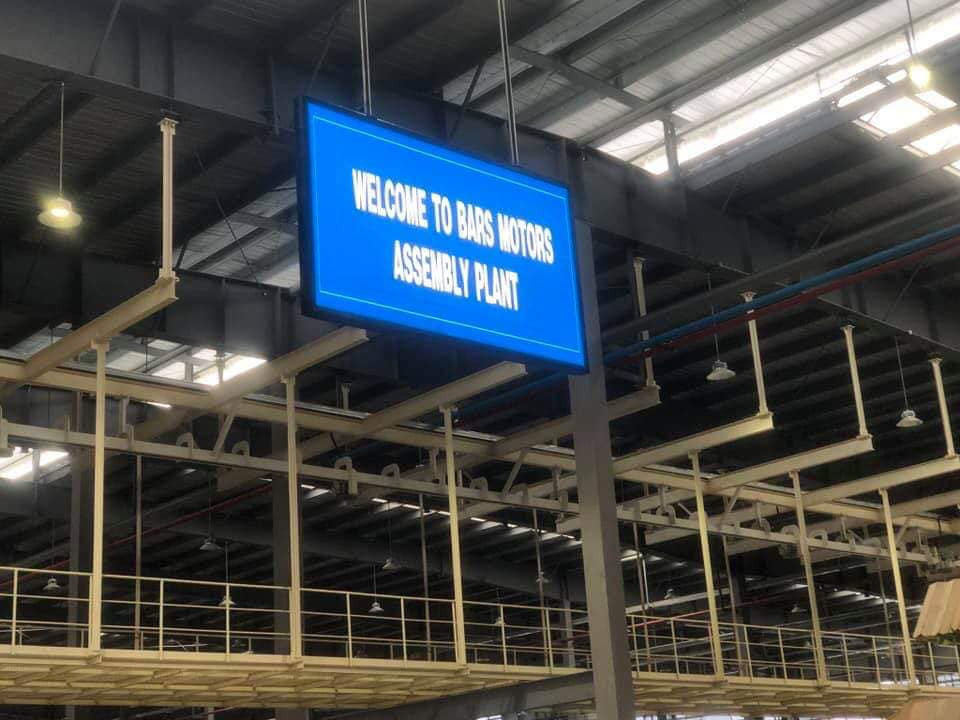 WELCOME TO BARS MOTORS
ASSEMBLY PLANT